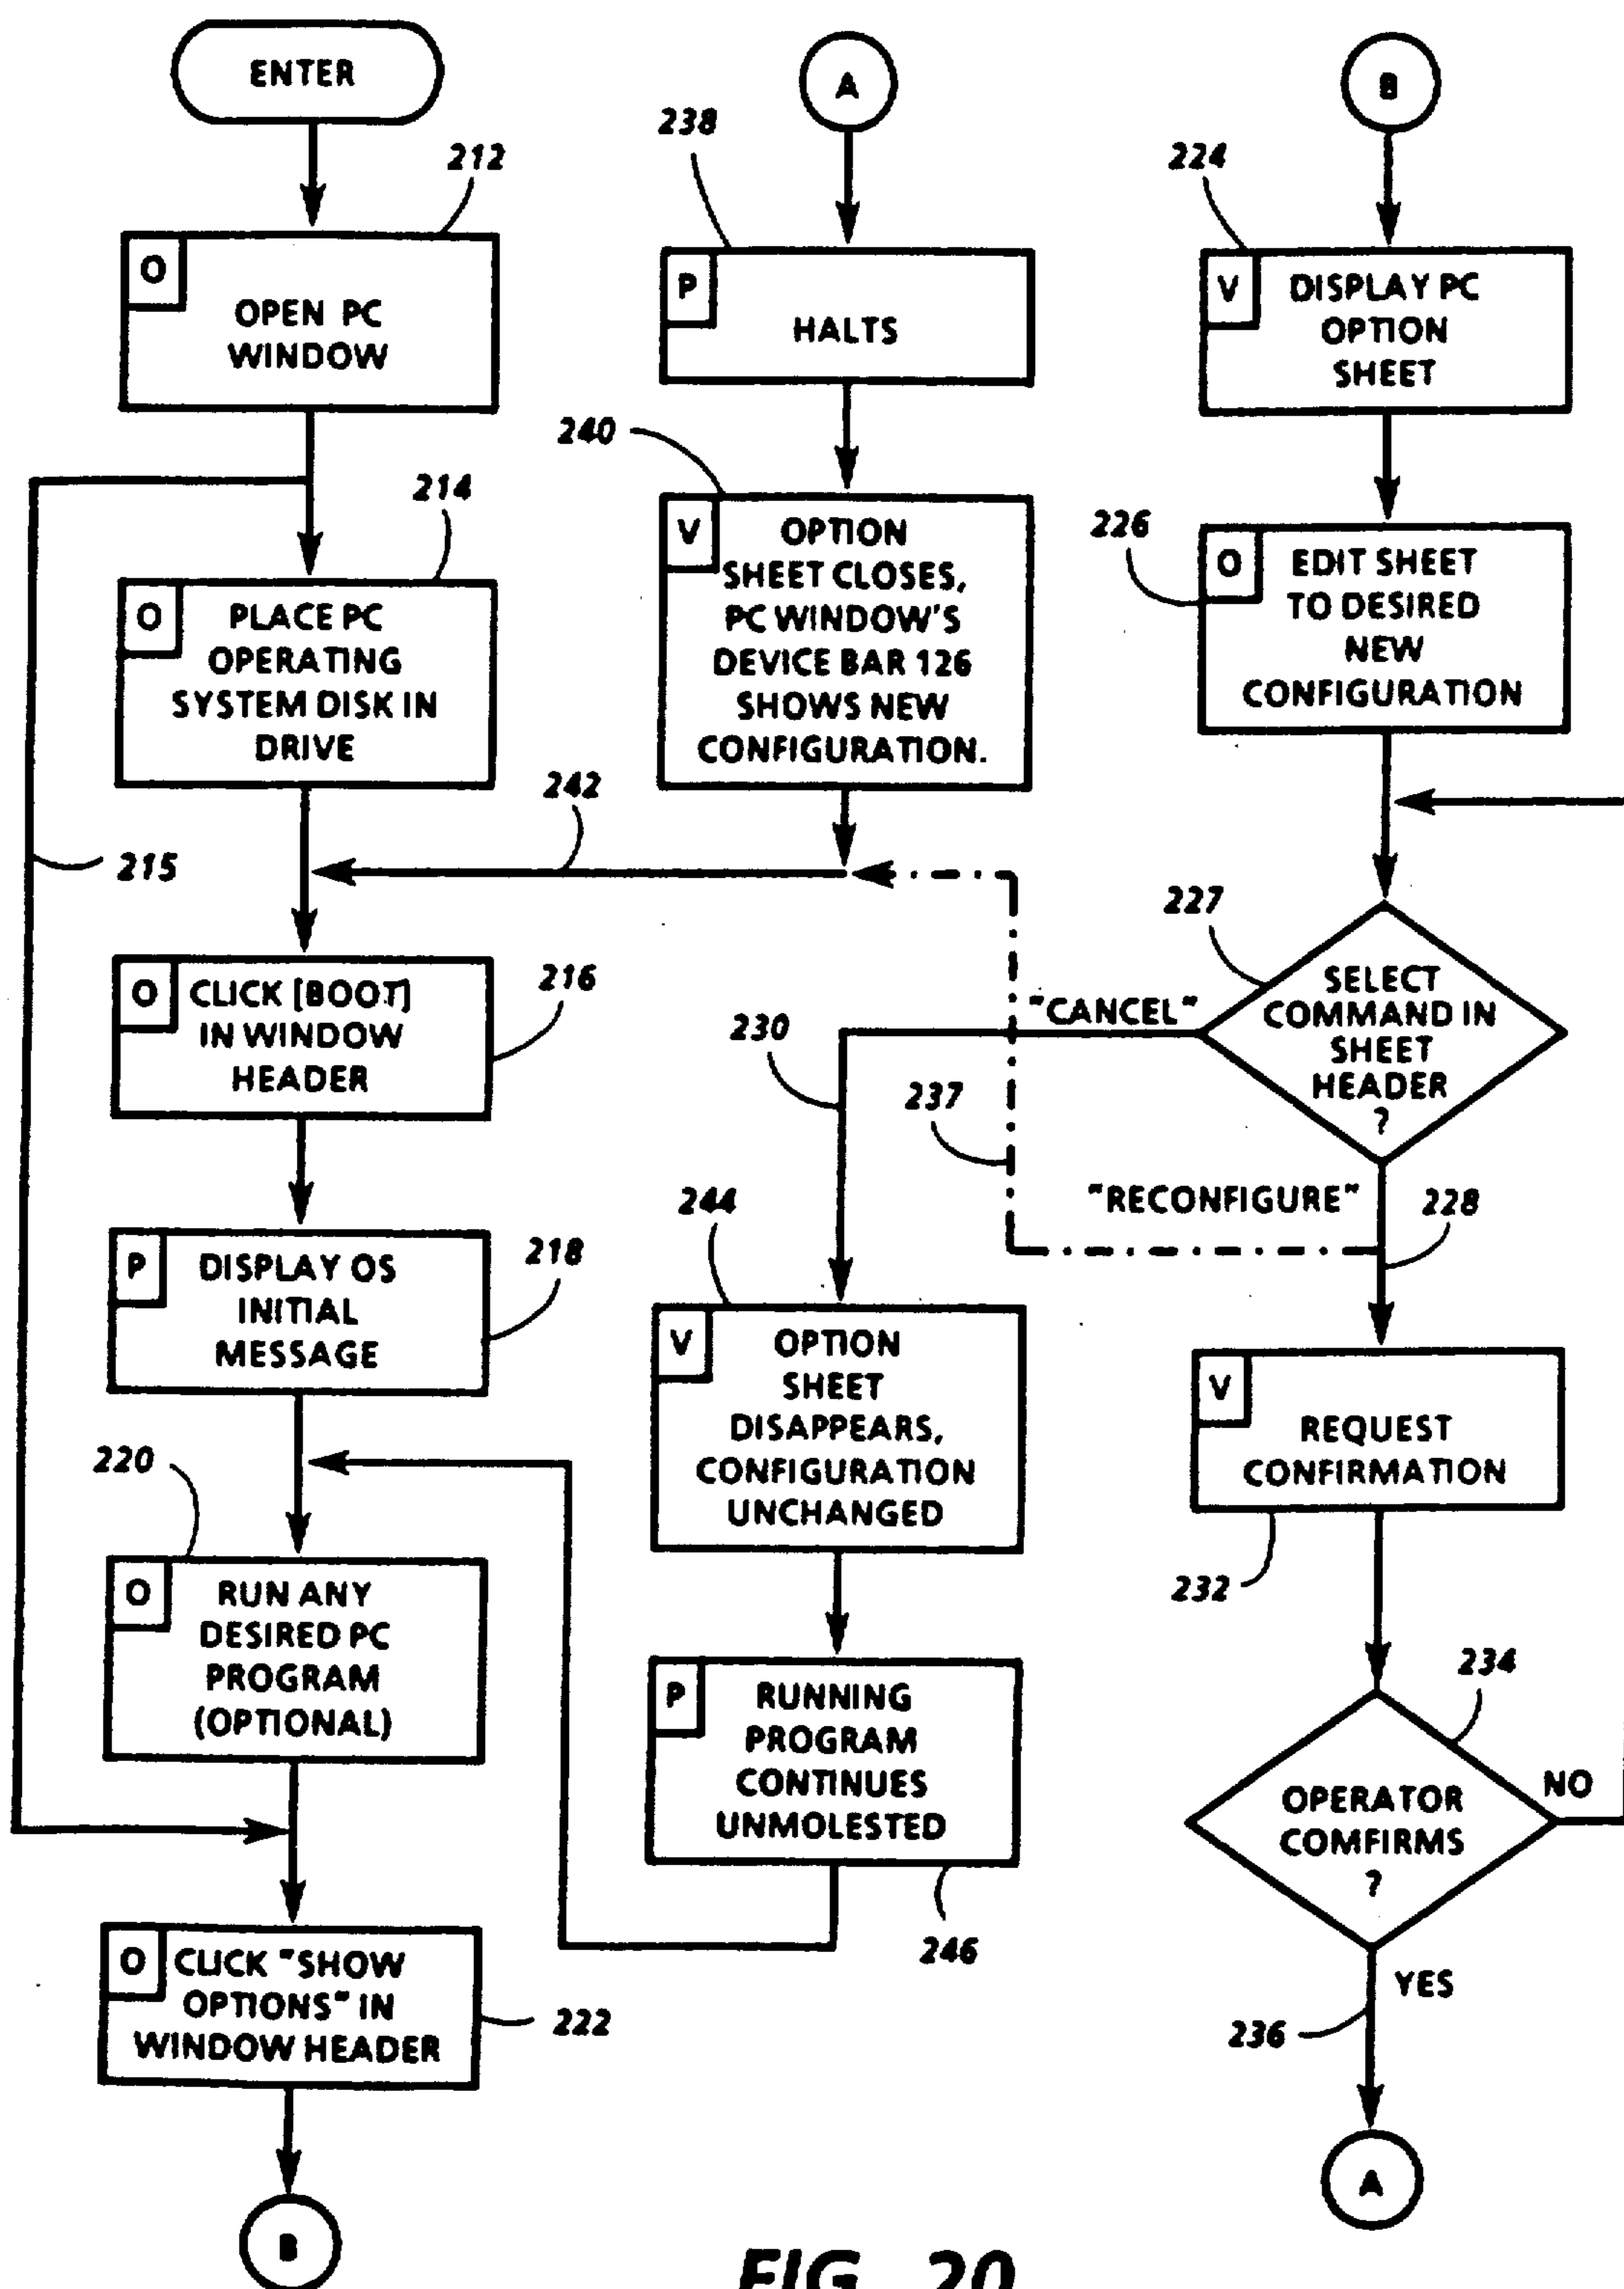 ENTER
212
O
OPEN PC
WINDOW
214
O
PLACE PC
OPERATING
SYSTEM DISK IN
DRIVE
215
242
O
CLICK [BOOT]
IN WINDOW
HEADER
216
P
DISPLAY OS
INITIAL
MESSAGE
218
220
O
RUN ANY
DESIRED PC
PROGRAM
(OPTIONAL)
O
CLICK "SHOW
OPTIONS" IN
WINDOW HEADER
222
B
A
238
P
HALTS
240
V
OPTION
SHEET CLOSES,
PC WINDOW'S
DEVICE BAR 126
SHOWS NEW
CONFIGURATION.
230
237
244
V
OPTION
SHEET
DISAPPEARS,
CONFIGURATION
UNCHANGED
P
RUNNING
PROGRAM
CONTINUES
UNMOLESTED
246
B
224
V
DISPLAY PC
OPTION
SHEET
226
O
EDIT SHEET
TO DESIRED
NEW
CONFIGURATION
227
SELECT
COMMAND IN
SHEET
HEADER
?
"CANCEL"
"RECONFIGURE"
228
V
REQUEST
CONFIRMATION
232
234
OPERATOR
COMFIRMS
?
NO
YES
236
A
FIG. 20